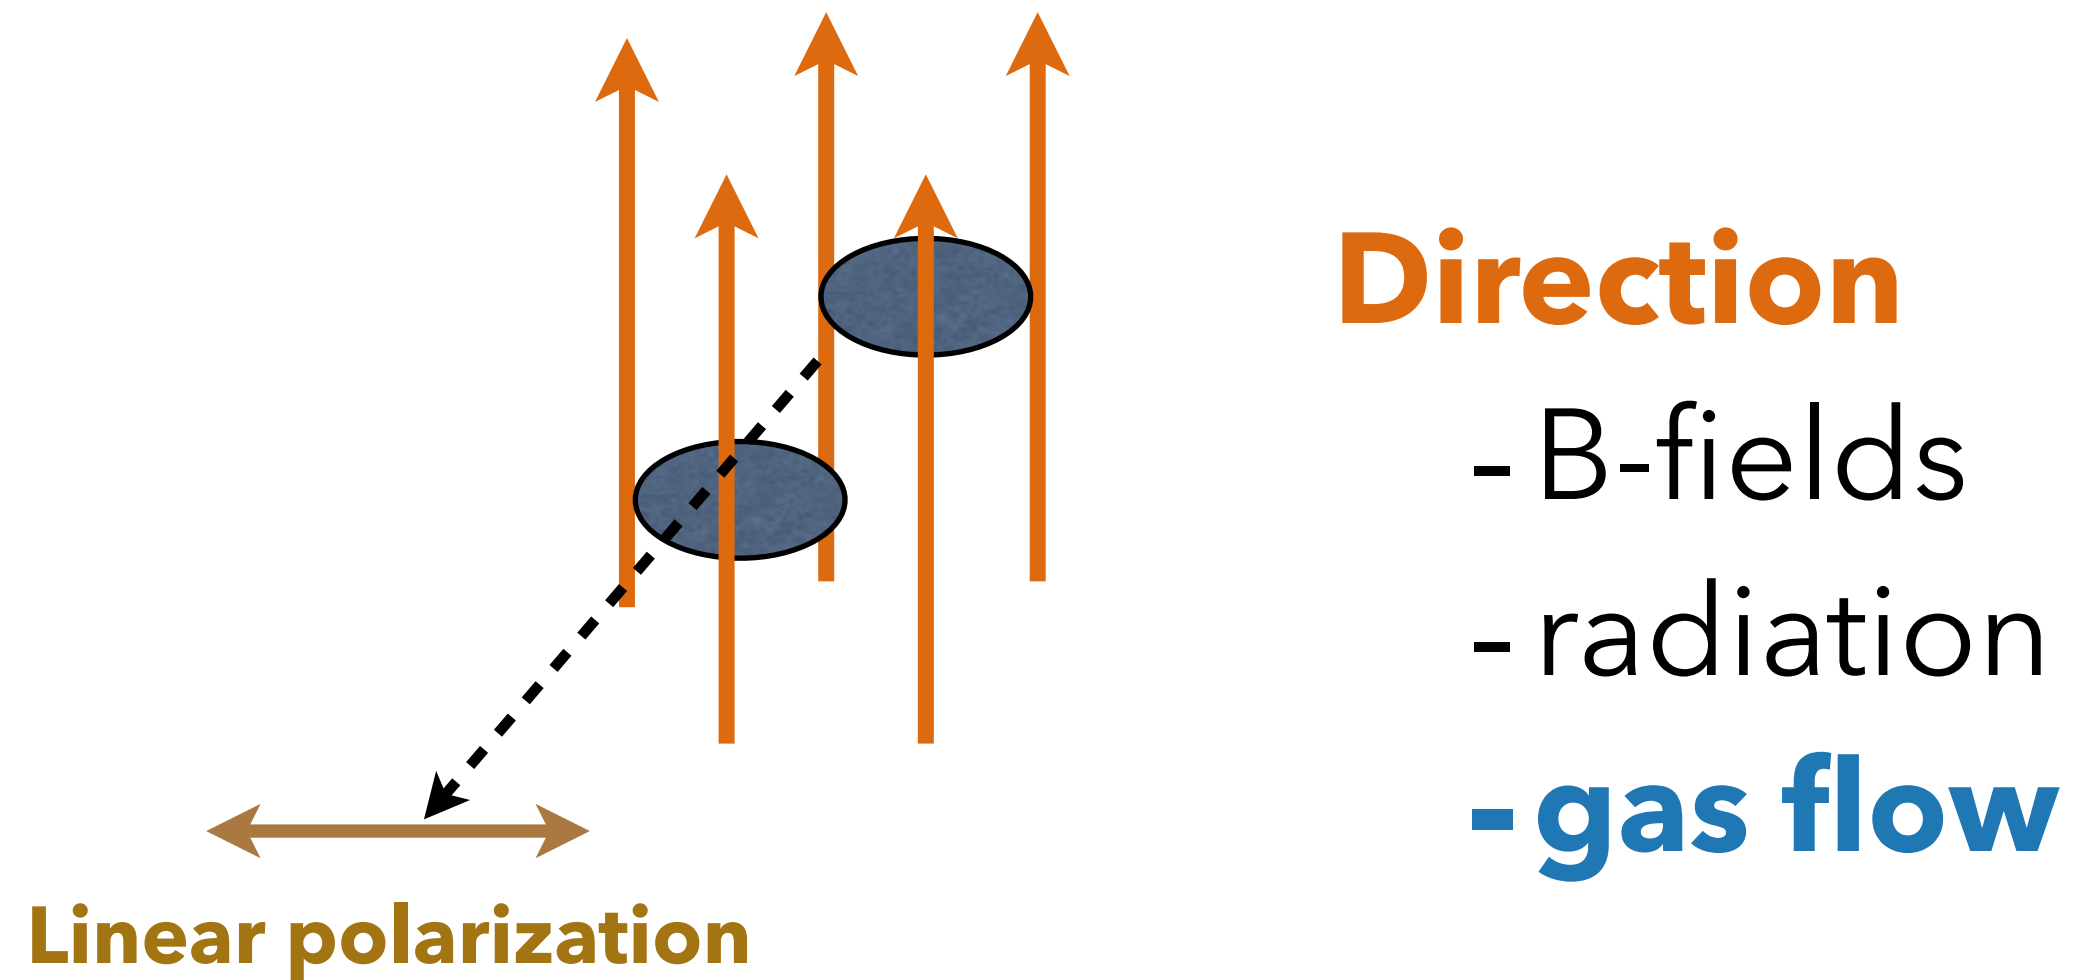 Direction
- B-fields
- radiation
- gas flow
Linear polarization